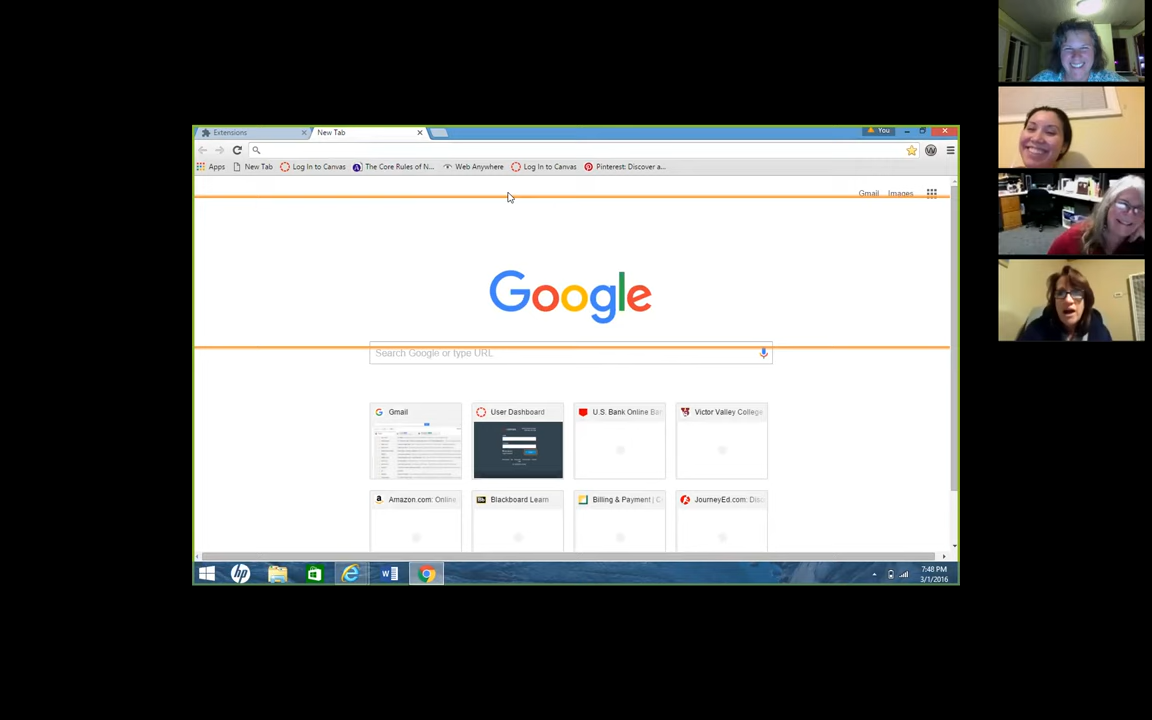 Extensions
New Tab
You
Apps
New Tab
Log In to Canvas
The Core Rules of N...
Web Anywhere
Log In to Canvas
Pinterest: Discover a...
Gmail
Images
Google
Search Google or type URL
Gmail
User Dashboard
U.S. Bank Online Ba
Victor Valley College
Amazon.com: Online
Blackboard Learn
Billing & Payment | C
JourneyEd.com: Disc
7:48 PM
3/1/2016